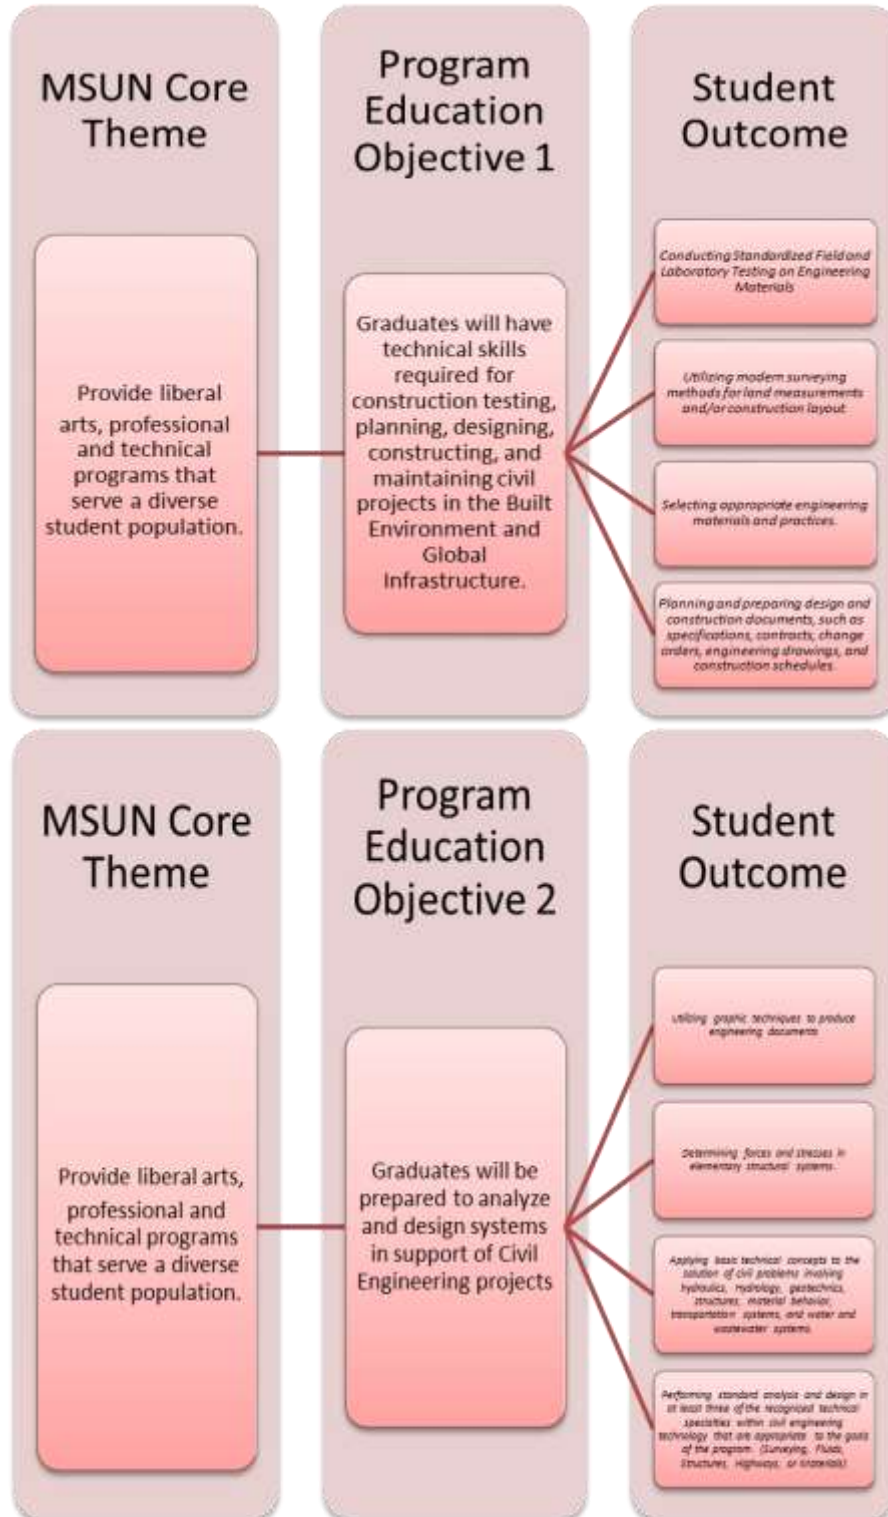 MSUN Core
Theme
Provide liberal
arts, professional
and technical
programs that
serve a diverse
student population.
Program
Education
Objective 1
Graduates will have
technical skills
required for
construction testing,
planning, designing,
constructing, and
maintaining civil
projects in the Built
Environment and
Global
Infrastructure.
Student
Outcome
Conducting Standardized Field and
Laboratory Testing on Engineering
Materials
Utilizing modern surveying
methods for land measurements
and/or construction layout
Selecting appropriate engineering
materials and practices.
Planning and preparing design and
construction documents, such as
specifications, contracts, change
orders, engineering drawings, and
construction schedules.
MSUN Core
Theme
Provide liberal arts,
professional and
technical programs
that serve a diverse
student population.
Program
Education
Objective 2
Graduates will be
prepared to analyze
and design systems
in support of Civil
Engineering projects
Student
Outcome
Utilizing graphic techniques to produce
engineering documents
Determining forces and stresses in
elementary structural systems.
Applying basic technical concepts to the
solution of civil problems involving
hydraulics, hydrology, geotechnics,
structures, material behavior,
transportation systems, and water and
wastewater systems.
Performing standard analysis and design in
at least three of the recognized technical
specialties within civil engineering
technology that are appropriate to the goals
of the program. (Surveying, Fluids,
Structures, Highways, or Materials)